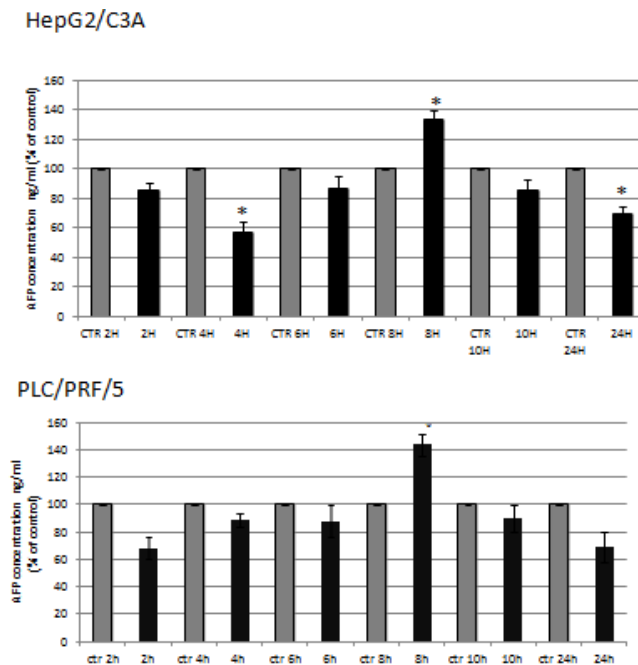 HepG2/C3A
AFP concentration ng/ml (% of control)
160
140
120
100
80
60
40
20
0
*
*
*
CTR 2H 2H CTR 4H 4H CTR 6H 6H CTR 8H 8H CTR 10H CTR 24H
10H 24H
PLC/PRF/5
AFP concentration ng/ml
(% of control)
160
140
120
100
80
60
40
20
0
*
ctr 2h 2h ctr 4h 4h ctr 6h 6h ctr 8h 8h ctr 10h 10h ctr 24h 24h